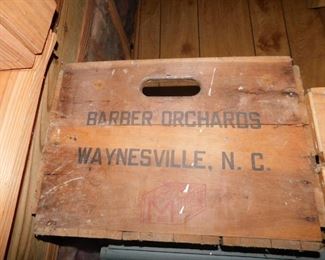 BARBER ORCHARDS
WAYNESVILLE, N. C.